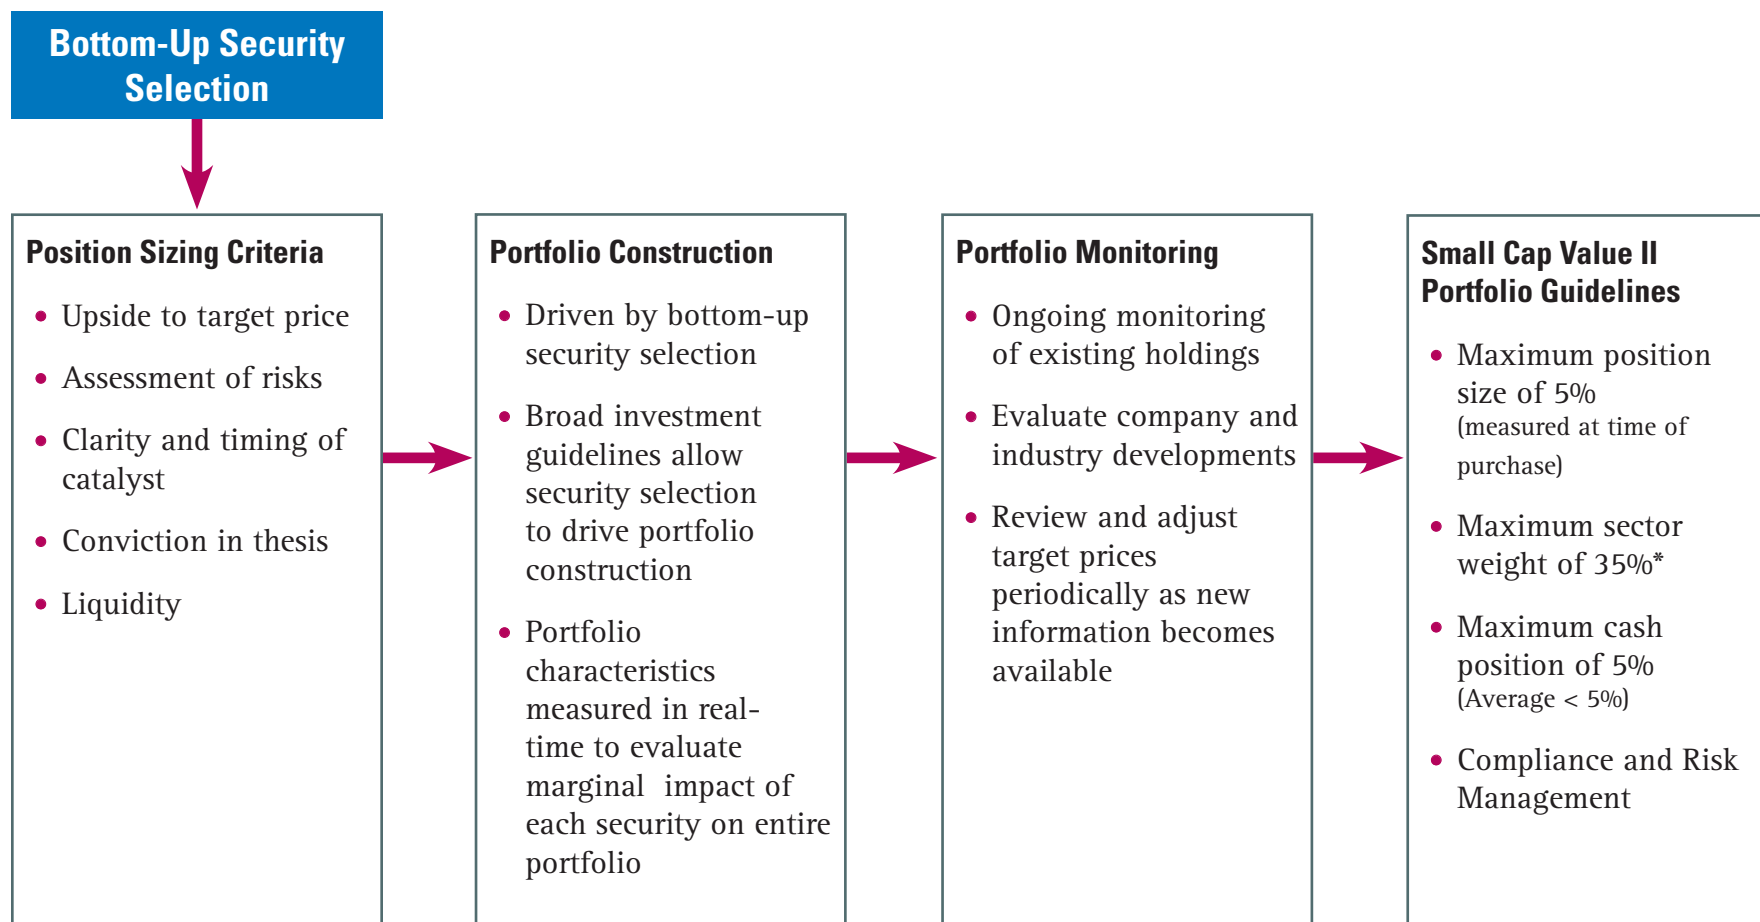 Bottom-Up Security
Selection
Position Sizing Criteria
• Upside to target price
• Assessment of risks
• Clarity and timing of
catalyst
• Conviction in thesis
• Liquidity
Portfolio Construction
• Driven by bottom-up
security selection
• Broad investment
guidelines allow
security selection
to drive portfolio
construction
• Portfolio
characteristics
measured in real-
time to evaluate
marginal  impact of
each security on entire
portfolio
Portfolio Monitoring
• Ongoing monitoring
of existing holdings
• Evaluate company and
industry developments
• Review and adjust
target prices
periodically as new
information becomes
available
Small Cap Value II
Portfolio Guidelines
• Maximum position
size of 5%
(measured at time of
purchase)
• Maximum sector
weight of 35%*
• Maximum cash
position of 5%
(Average < 5%)
• Compliance and Risk
Management